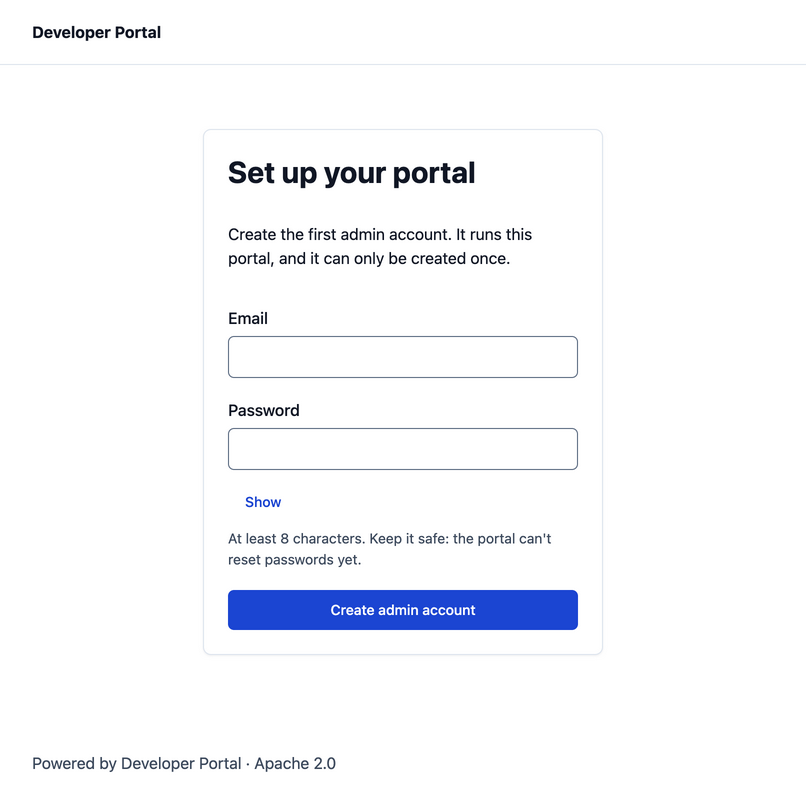 Developer Portal
Set up your portal
Create the first admin account. It runs this
portal, and it can only be created once.
Email
Password
Show
At least 8 characters. Keep it safe: the portal can't
reset passwords yet.
Create admin account
Powered by Developer Portal · Apache 2.0